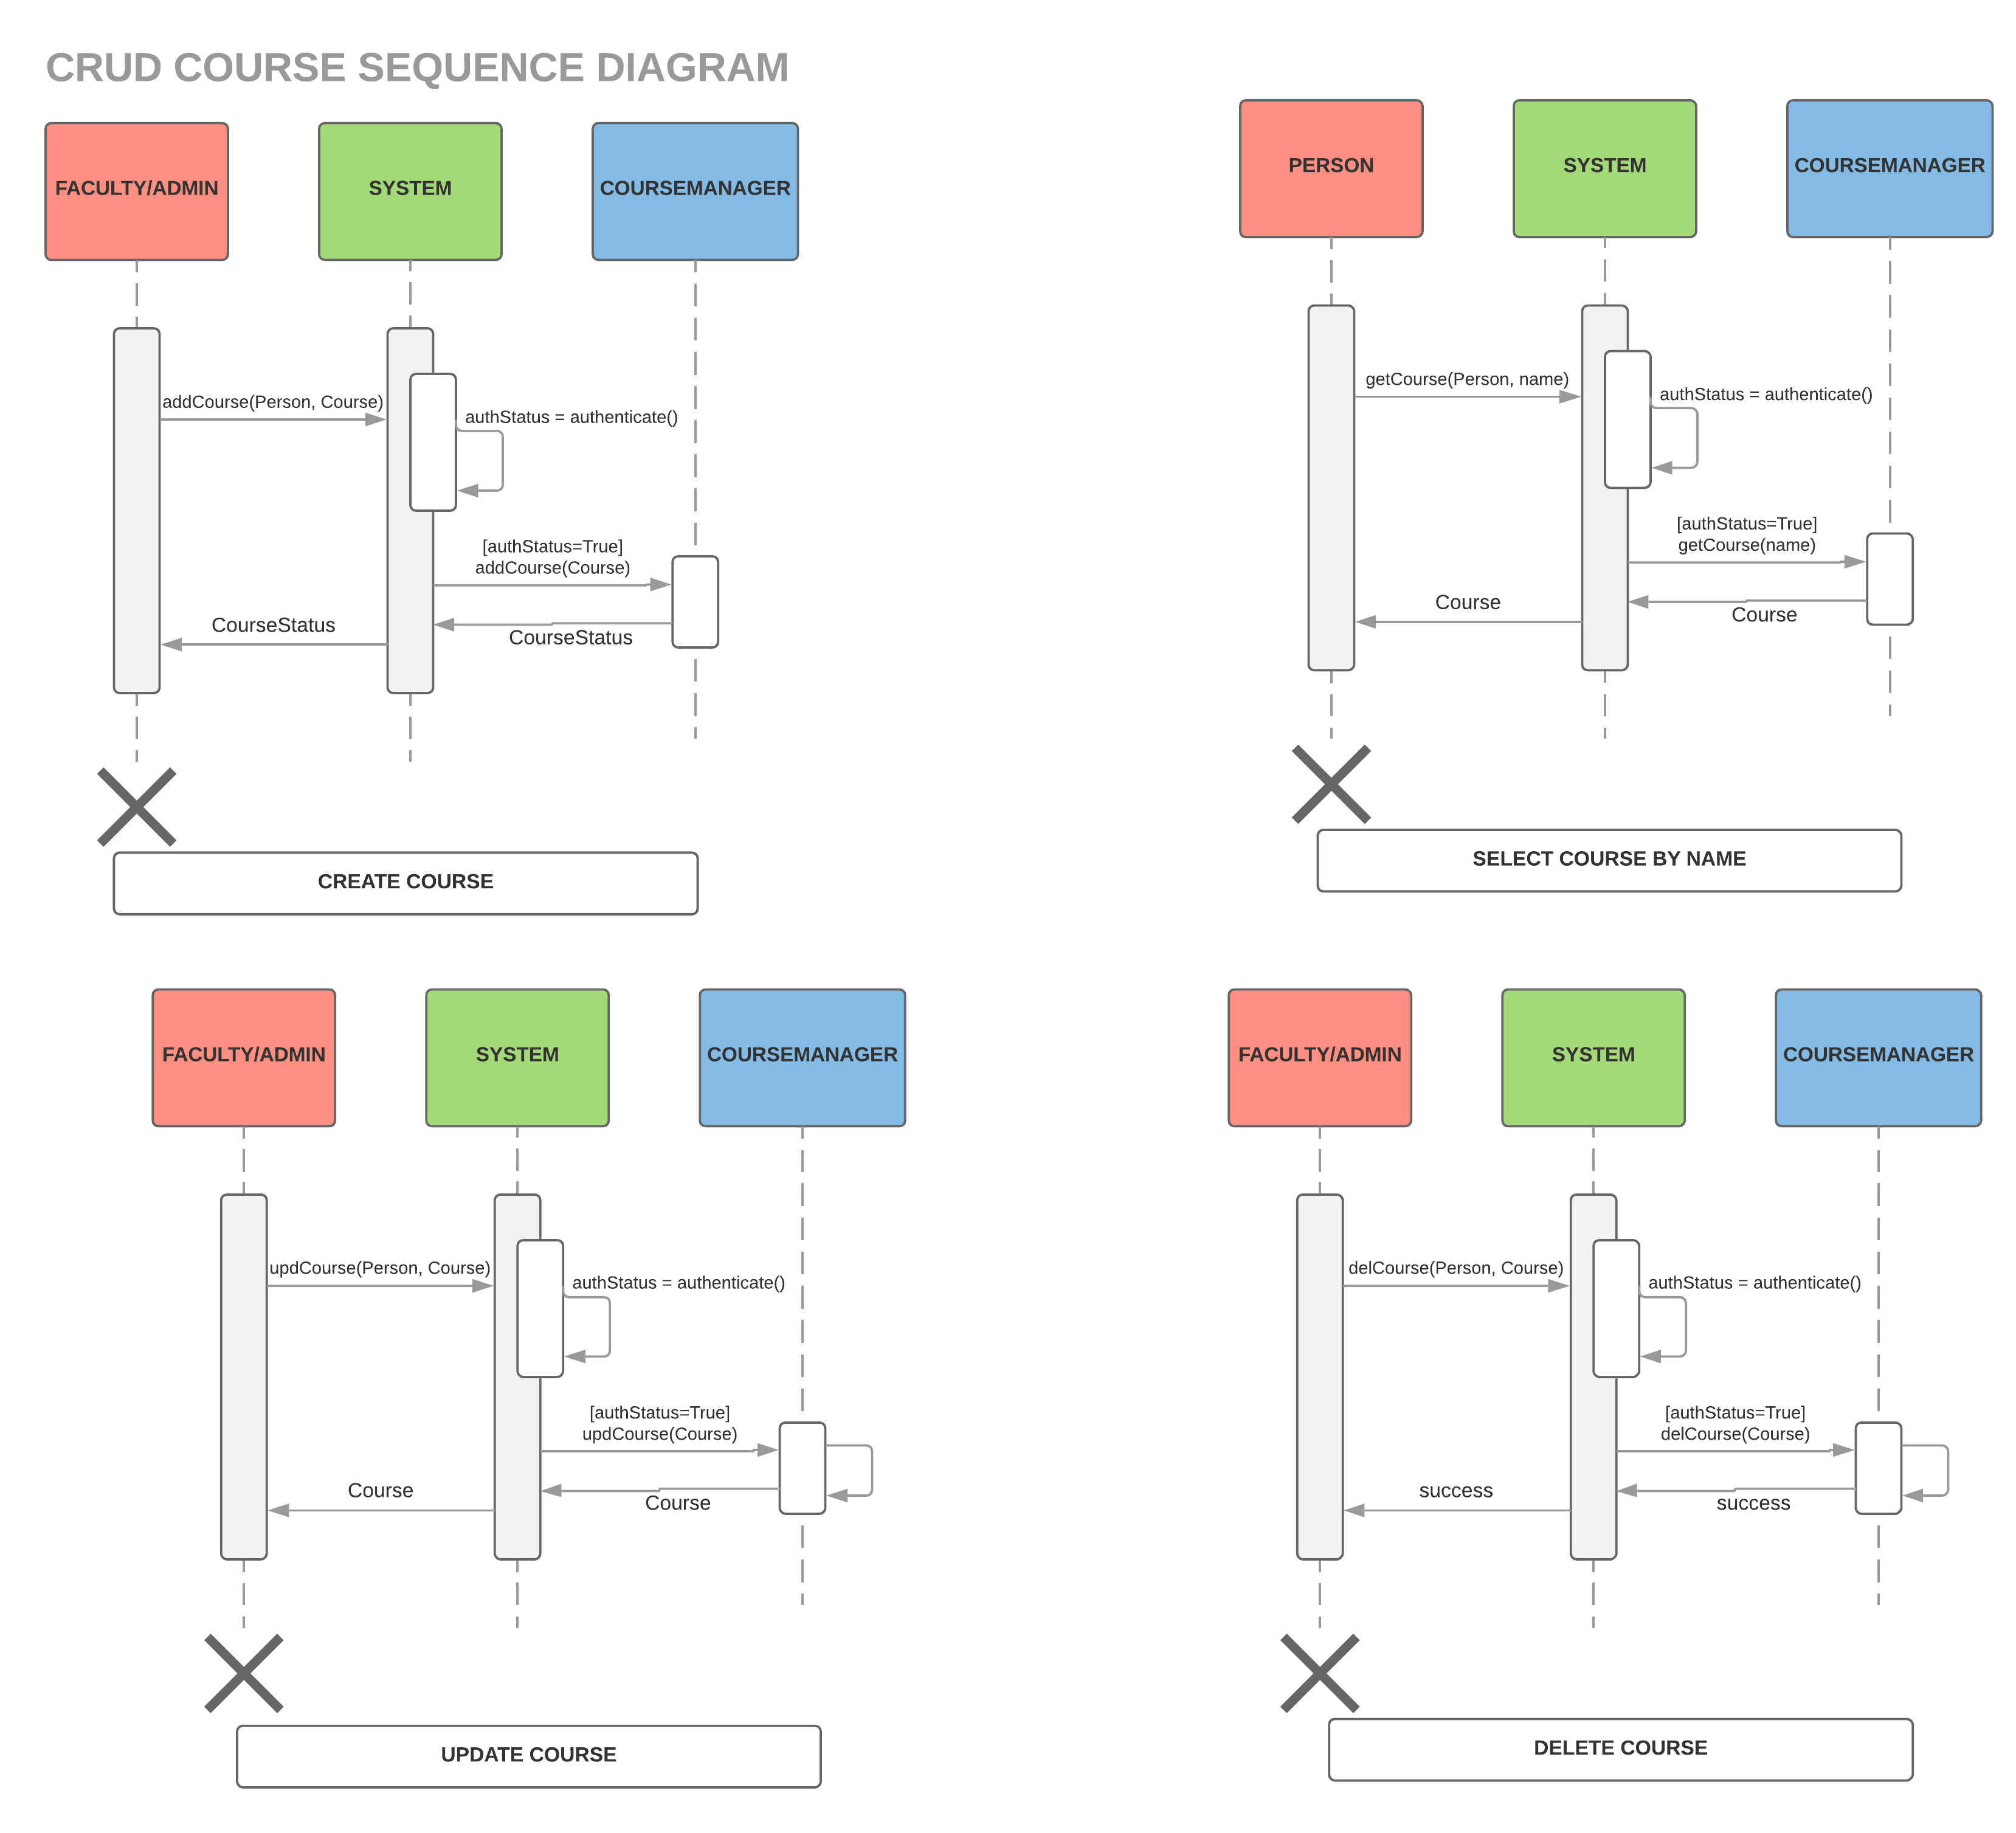 CRUD COURSE SEQUENCE DIAGRAM
FACULTY/ADMIN
SYSTEM
COURSEMANAGER
addCourse(Person, Course)
authStatus = authenticate()
[authStatus=True]
addCourse(Course)
CourseStatus
CourseStatus
CREATE COURSE
PERSON
SYSTEM
COURSEMANAGER
getCourse(Person, name)
authStatus = authenticate()
[authStatus=True]
getCourse(name)
Course
Course
SELECT COURSE BY NAME
FACULTY/ADMIN
SYSTEM
COURSEMANAGER
updCourse(Person, Course)
authStatus = authenticate()
[authStatus=True]
updCourse(Course)
Course
Course
UPDATE COURSE
FACULTY/ADMIN
SYSTEM
COURSEMANAGER
delCourse(Person, Course)
authStatus = authenticate()
[authStatus=True]
delCourse(Course)
success
success
DELETE COURSE